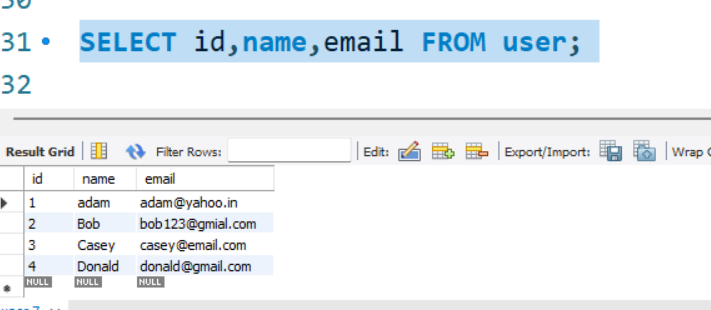 30
31 SELECT id,name,email FROM user;
32
Result Grid Filter Rows: Edit: Export/Import: Wrap C
id name email
1 adam adam@yahoo.in
2 Bob bob123@gmial.com
3 Casey casey@email.com
4 Donald donald@gmail.com
NULL NULL NULL